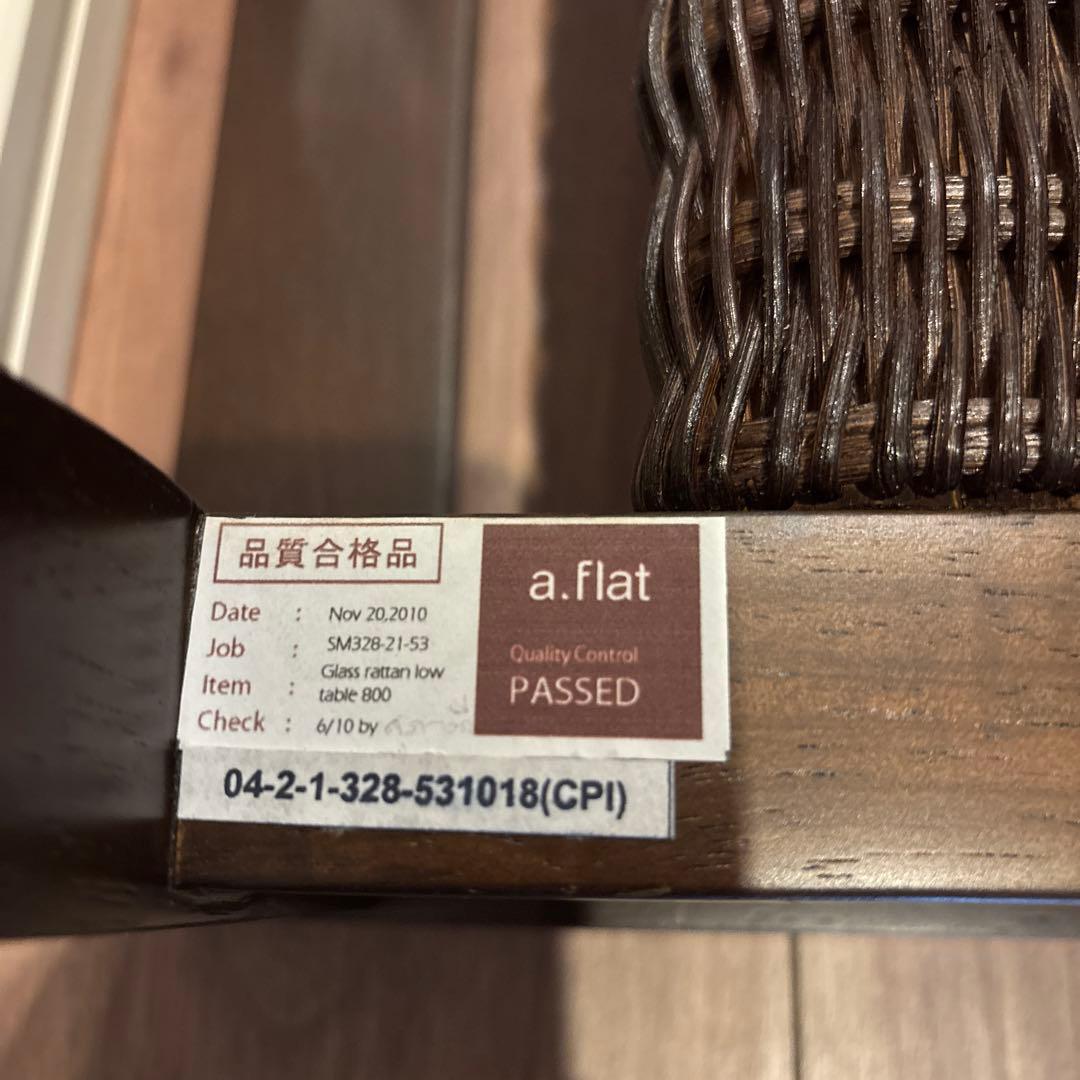 品質合格品
Date : Nov 20,2010
Job : SM328-21-53
Item : Glass rattan low
table 800
Check : 6/10 by
a.flat
Quality Control
PASSED
04-2-1-328-531018(CPI)